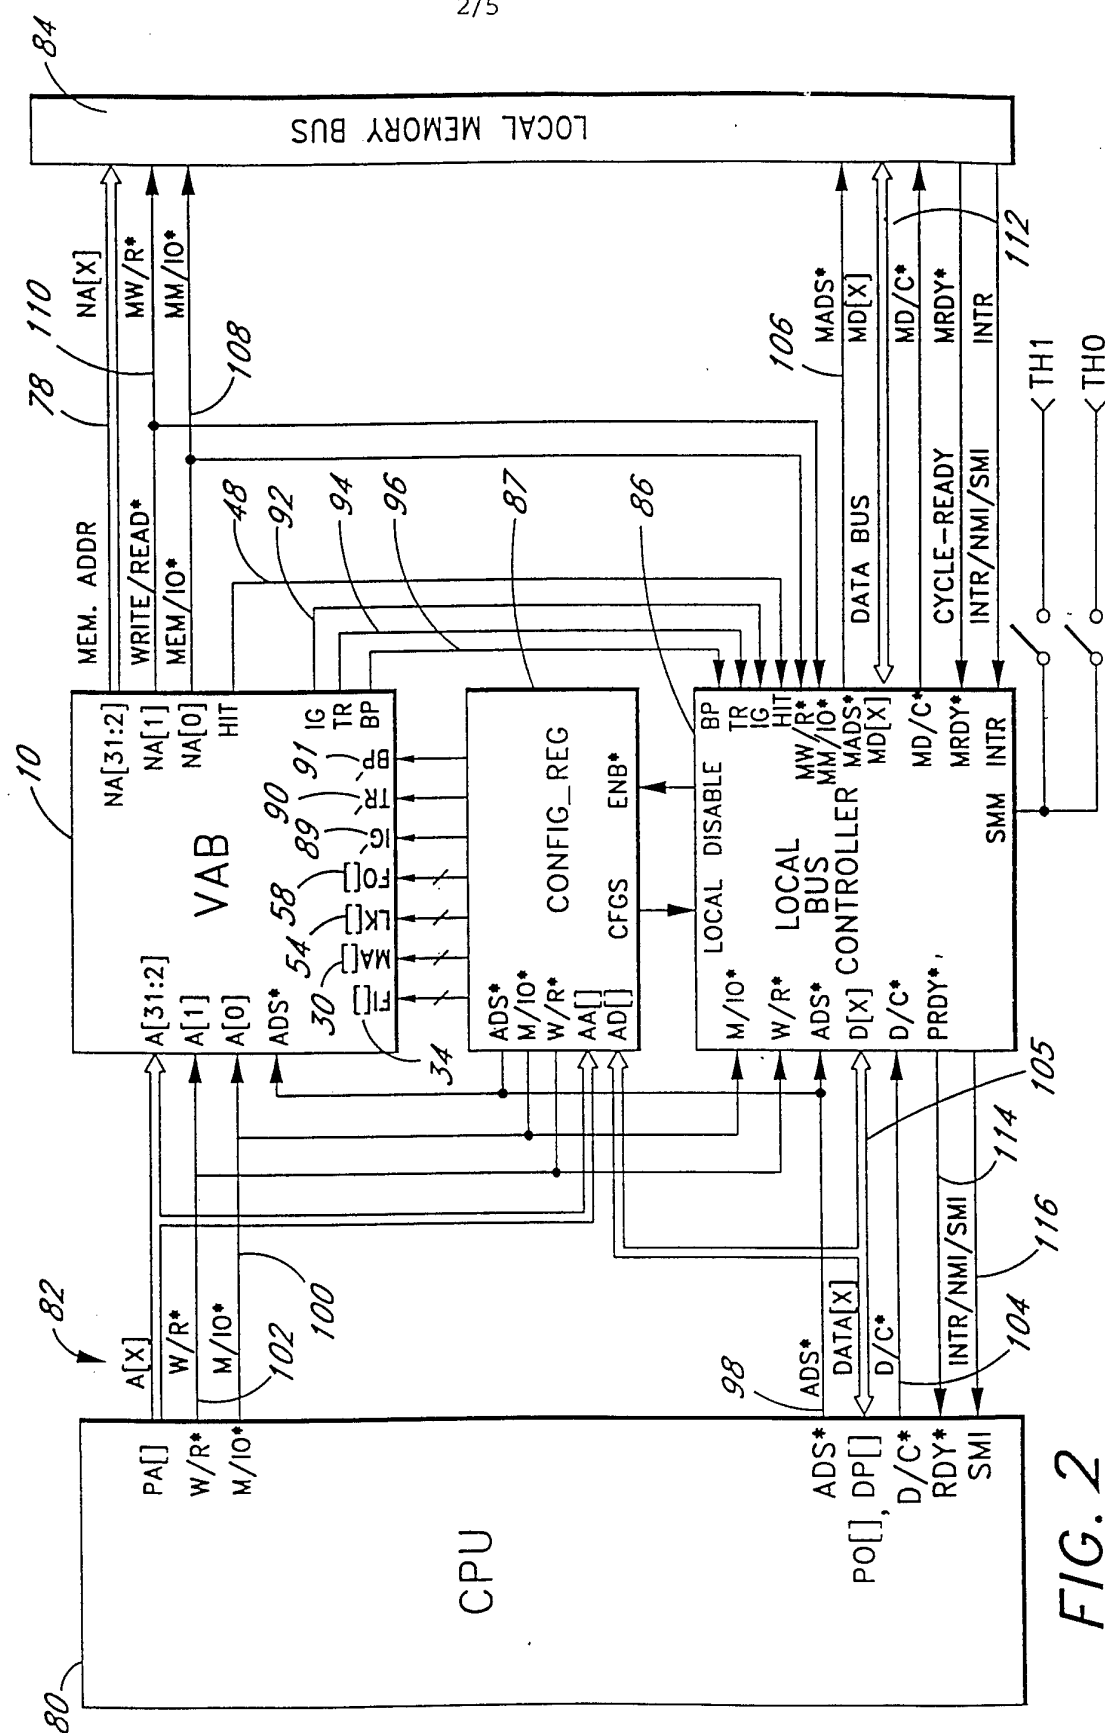 2/5
80
CPU
PA[]
W/R*
M/IO*
ADS*
PO[], DP[]
D/C*
RDY*
SMI
82
A[X]
W/R*
M/IO*
102
100
98
ADS*
DATA[X]
D/C*
104
INTR/NMI/SMI
116
114
105
10
VAB
A[31:2]
A[1]
A[0]
ADS*
NA[31:2]
NA[1]
NA[0]
HIT
IG
TR
BP
FI[]
MA[]
LK[]
FO[]
IG
TR
BP
34
30
54
58
89
90
91
CONFIG_REG
ADS*
M/IO*
W/R*
AA[]
AD[]
CFGS
ENB*
87
LOCAL DISABLE
LOCAL
BUS
CONTROLLER
M/IO*
W/R*
ADS*
D[X]
D/C*
PRDY*,
BP
TR
IG
HIT
MW/R*
MM/IO*
MADS*
MD[X]
MD/C*
MRDY*
INTR
SMM
86
48
92
94
96
MEM. ADDR
WRITE/READ*
MEM/IO*
78
110
108
NA[X]
MW/R*
MM/IO*
106
MADS*
DATA BUS
MD[X]
MD/C*
CYCLE-READY
MRDY*
INTR/NMI/SMI
INTR
112
TH1
TH0
84
LOCAL MEMORY BUS
FIG. 2